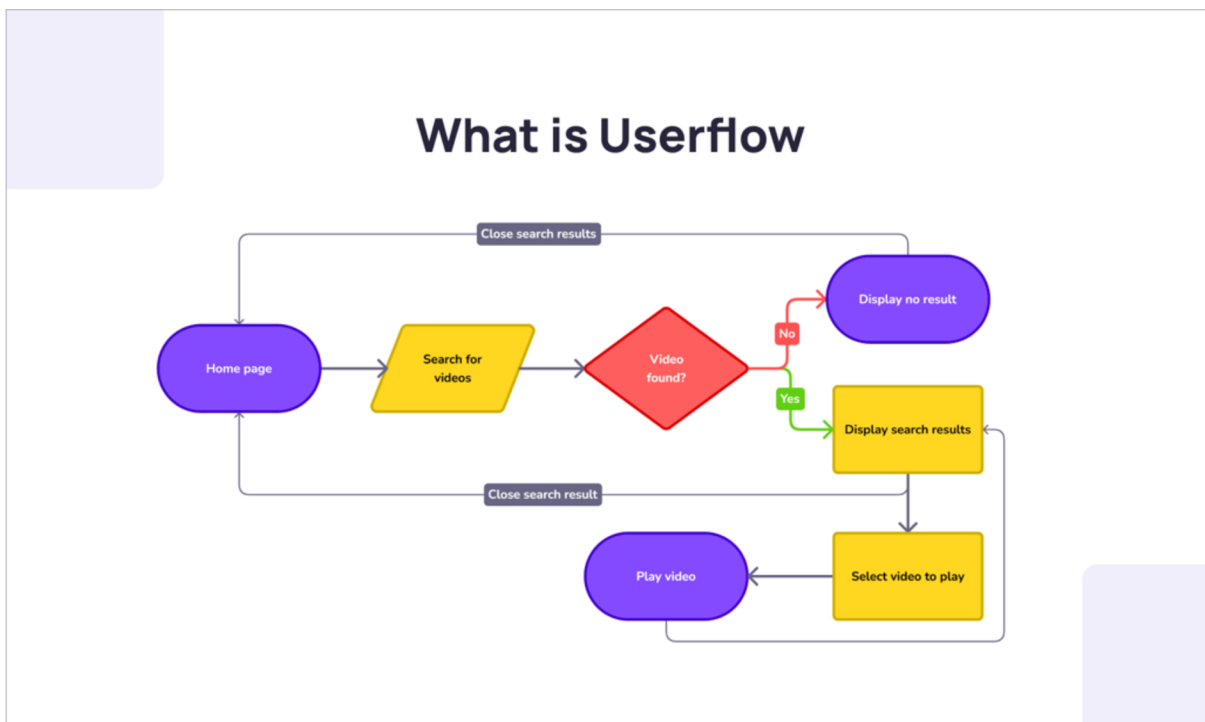 What is Userflow
Close search results
Display no result
No
Home page
Search for
videos
Video
found?
Yes
Display search results
Close search result
Play video
Select video to play